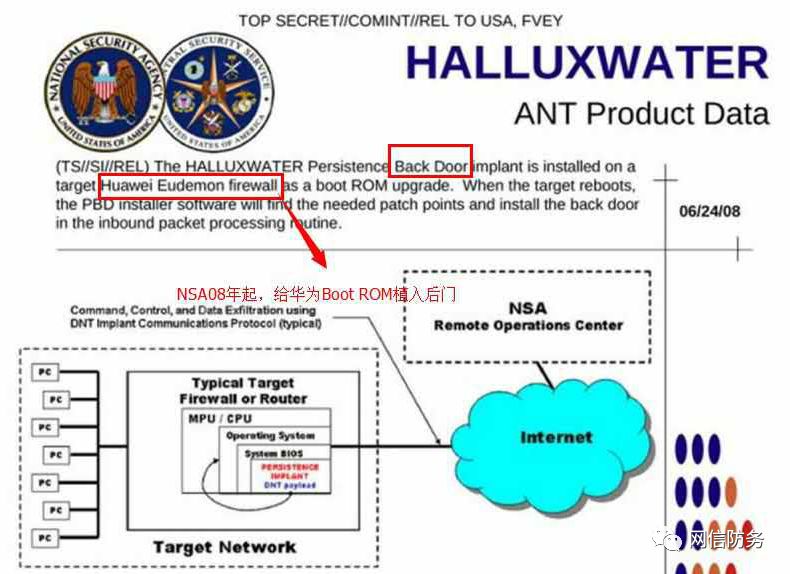 TOP SECRET//COMINT//REL TO USA, FVEY
NATIONAL SECURITY AGENCY
UNITED STATES OF AMERICA
CENTRAL SECURITY SERVICE
UNITED STATES OF AMERICA
HALLUXWATER
ANT Product Data
(TS//SI//REL) The HALLUXWATER Persistence Back Door implant is installed on a
target Huawei Eudemon firewall as a boot ROM upgrade. When the target reboots,
the PBD installer software will find the needed patch points and install the back door
in the inbound packet processing routine.
06/24/08
NSA08年起，给华为Boot ROM植入后门
Command, Control, and Data Exfiltration using
DNT Implant Communications Protocol (typical)
NSA
Remote Operations Center
PC
PC
PC
PC
PC
PC
PC
Typical Target
Firewall or Router
MPU / CPU
Operating System
System BIOS
PERSISTENCE
IMPLANT
DNT payload
Internet
Target Network
网信防务